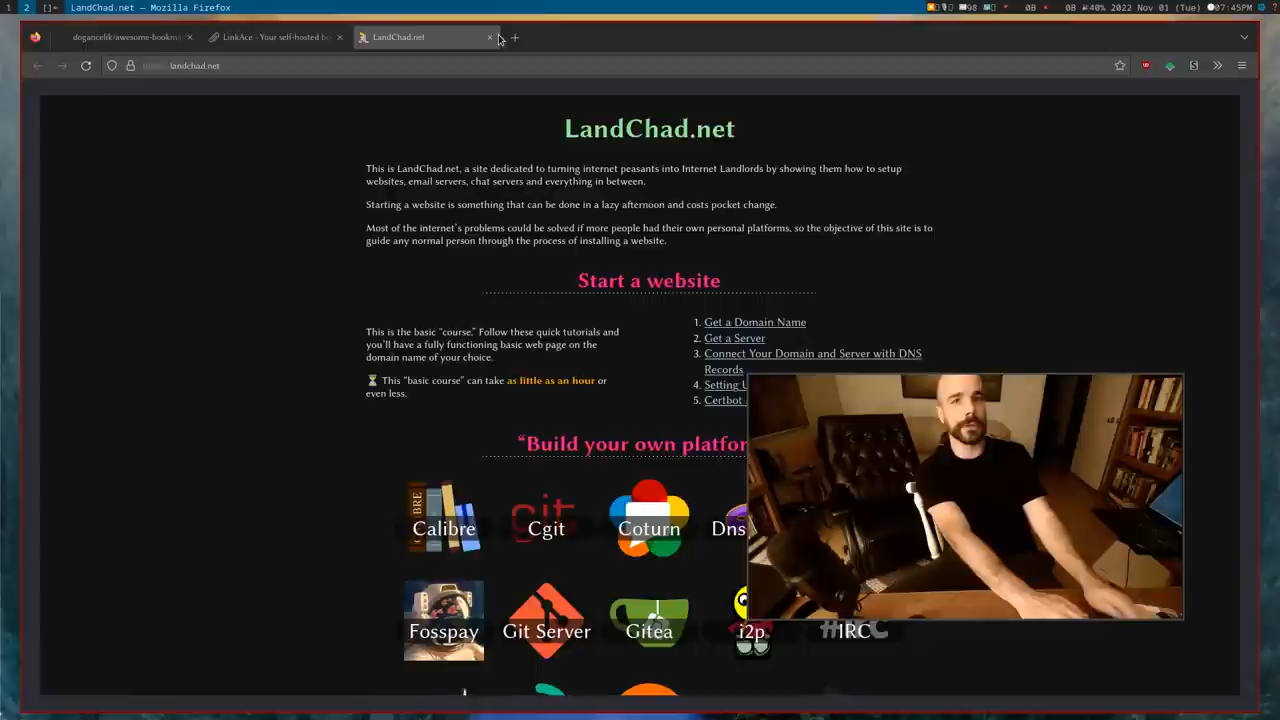 1 2 []= LandChad.net — Mozilla Firefox
98 0B 0B 40% 2022 Nov 01 (Tue) 07:45PM
dogancelik/awesome-bookma × LinkAce - Your self-hosted bo × LandChad.net × +
landchad.net
LandChad.net
This is LandChad.net, a site dedicated to turning internet peasants into Internet Landlords by showing them how to setup
websites, email servers, chat servers and everything in between.
Starting a website is something that can be done in a lazy afternoon and costs pocket change.
Most of the internet's problems could be solved if more people had their own personal platforms, so the objective of this site is to
guide any normal person through the process of installing a website.
Start a website
This is the basic "course." Follow these quick tutorials and
you'll have a fully functioning basic web page on the
domain name of your choice.
⏳ This "basic course" can take as little as an hour or
even less.
1. Get a Domain Name
2. Get a Server
3. Connect Your Domain and Server with DNS
Records
4. Setting U
5. Certbot
“Build your own platfor
Calibre Cgit Coturn Dns
Fosspay Git Server Gitea i2p IRC